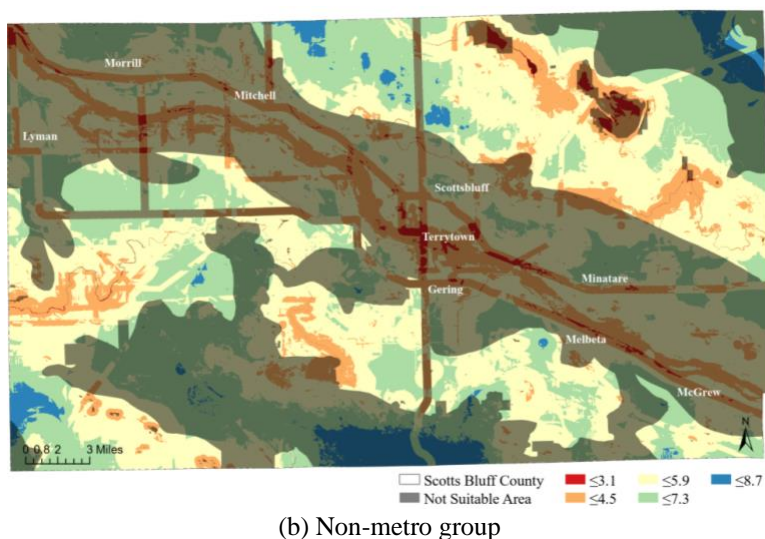 Morrill
Mitchell
Lyman
Scottsbluff
Terrytown
Minatare
Gering
Melbeta
McGrew
N
0 0.8 2 3 Miles
Scotts Bluff County ≤3.1 ≤5.9 ≤8.7
Not Suitable Area ≤4.5 ≤7.3
(b) Non-metro group